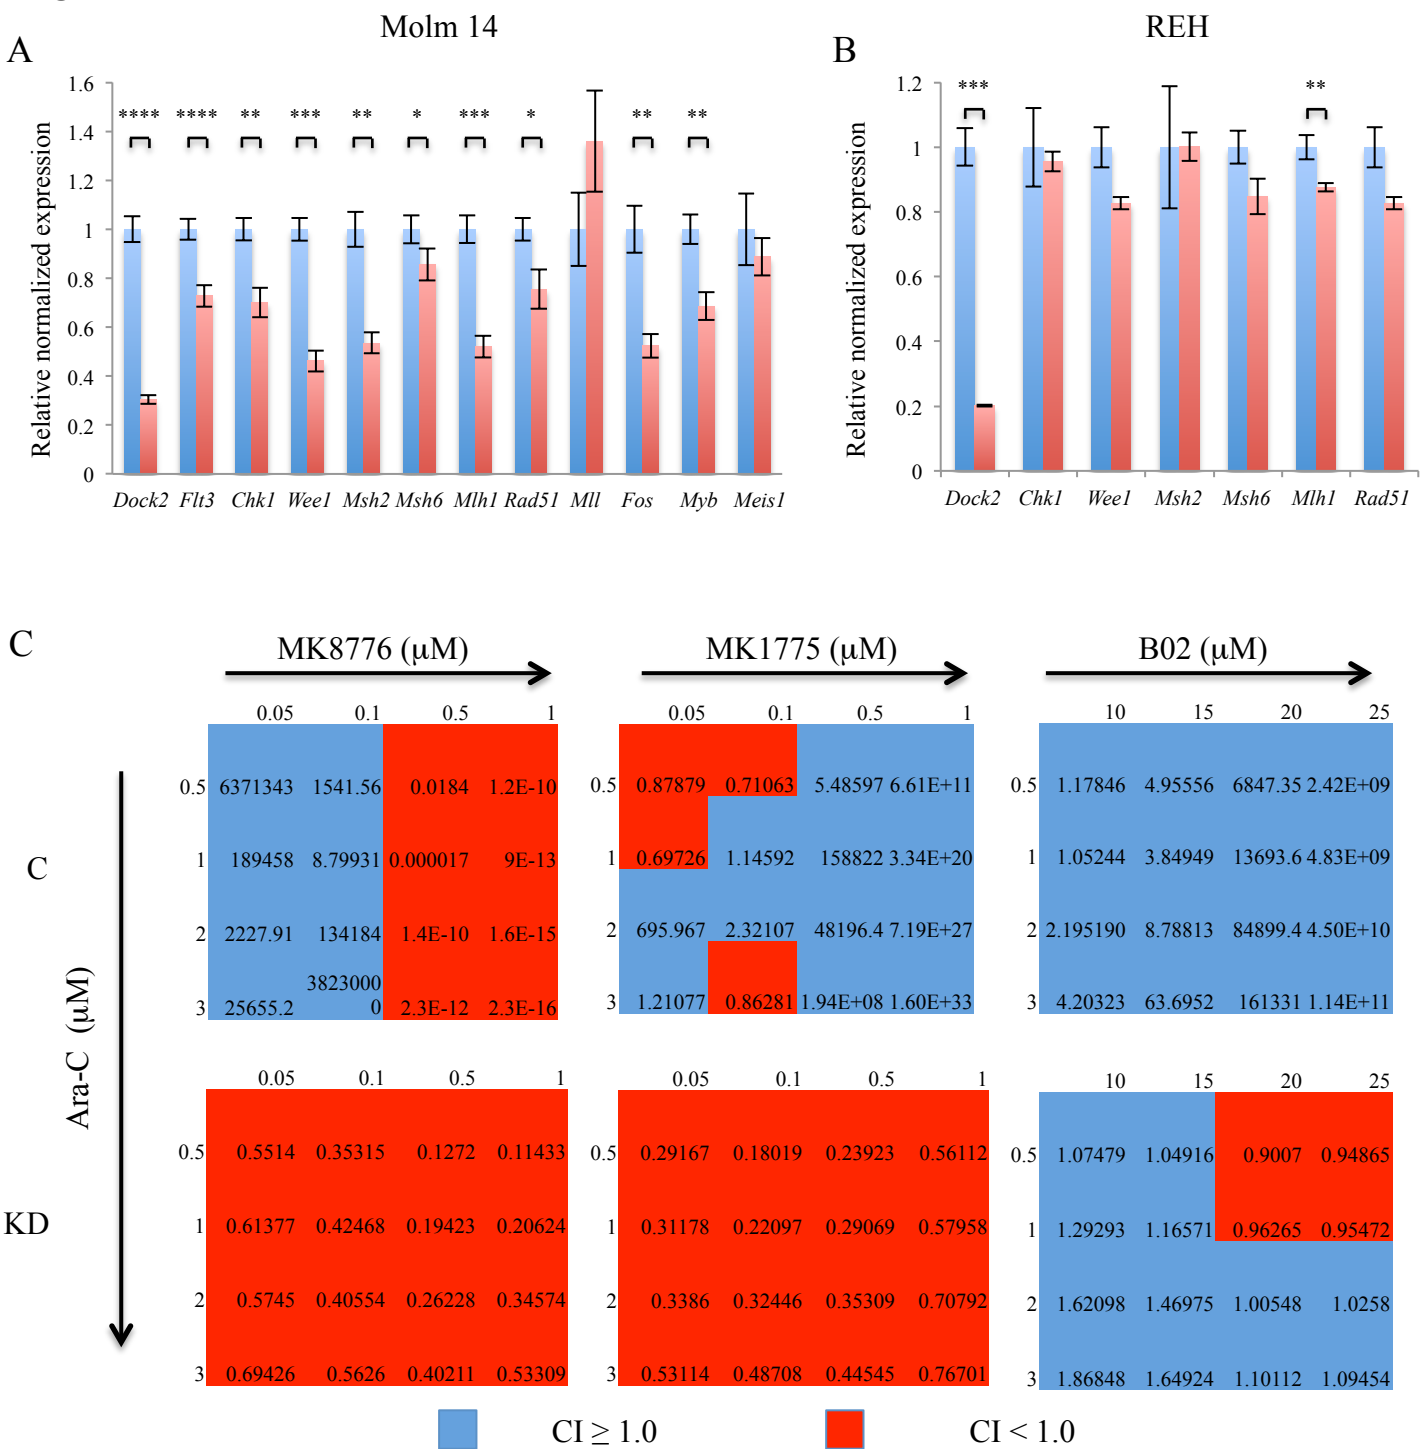 Molm 14
REH
A
B
Relative normalized expression
1.6
1.4
1.2
1
0.8
0.6
0.4
0.2
0
**** **** ** *** ** * *** * ** **
Dock2 Flt3 Chk1 Wee1 Msh2 Msh6 Mlh1 Rad51 Mll Fos Myb Meis1
Relative normalized expression
1.2
1
0.8
0.6
0.4
0.2
0
*** **
Dock2 Chk1 Wee1 Msh2 Msh6 Mlh1 Rad51
C
MK8776 (μM)
MK1775 (μM)
B02 (μM)
Ara-C (μM)
C
0.05 0.1 0.5 1
0.5 6371343 1541.56 0.0184 1.2E-10
1 189458 8.79931 0.000017 9E-13
2 2227.91 134184 1.4E-10 1.6E-15
3823000
3 25655.2 0 2.3E-12 2.3E-16
0.05 0.1 0.5 1
0.5 0.87879 0.71063 5.48597 6.61E+11
1 0.69726 1.14592 158822 3.34E+20
2 695.967 2.32107 48196.4 7.19E+27
3 1.21077 0.86281 1.94E+08 1.60E+33
10 15 20 25
0.5 1.17846 4.95556 6847.35 2.42E+09
1 1.05244 3.84949 13693.6 4.83E+09
2 2.195190 8.78813 84899.4 4.50E+10
3 4.20323 63.6952 161331 1.14E+11
KD
0.05 0.1 0.5 1
0.5 0.5514 0.35315 0.1272 0.11433
1 0.61377 0.42468 0.19423 0.20624
2 0.5745 0.40554 0.26228 0.34574
3 0.69426 0.5626 0.40211 0.53309
0.05 0.1 0.5 1
0.5 0.29167 0.18019 0.23923 0.56112
1 0.31178 0.22097 0.29069 0.57958
2 0.3386 0.32446 0.35309 0.70792
3 0.53114 0.48708 0.44545 0.76701
10 15 20 25
0.5 1.07479 1.04916 0.9007 0.94865
1 1.29293 1.16571 0.96265 0.95472
2 1.62098 1.46975 1.00548 1.0258
3 1.86848 1.64924 1.10112 1.09454
CI ≥ 1.0
CI < 1.0